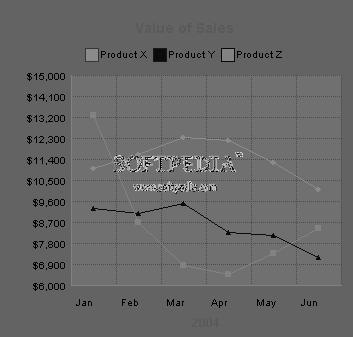 Value of Sales
Product X Product Y Product Z
$15,000
$14,100
$13,200
$12,300
$11,400
SOFTPEDIA™
www.softpedia.com
$10,500
$9,600
$8,700
$7,800
$6,900
$6,000
Jan Feb Mar Apr May Jun
2004